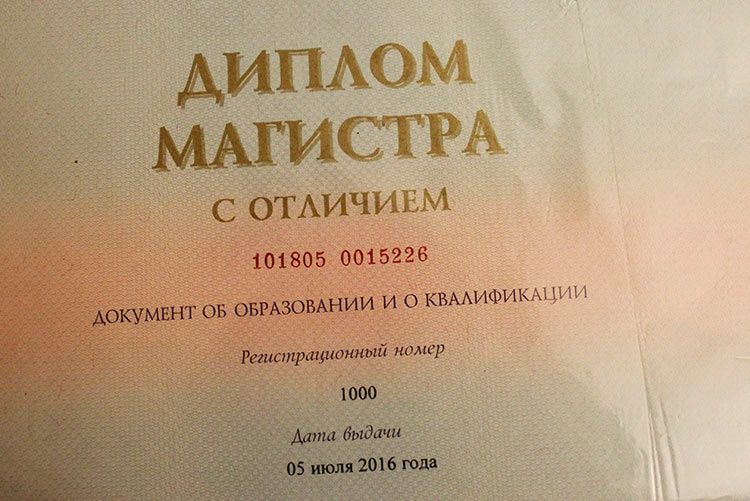 ДИПЛОМ
МАГИСТРА
С ОТЛИЧИЕМ
101805 0015226
ДОКУМЕНТ ОБ ОБРАЗОВАНИИ И О КВАЛИФИКАЦИИ
Регистрационный номер
1000
Дата выдачи
05 июля 2016 года